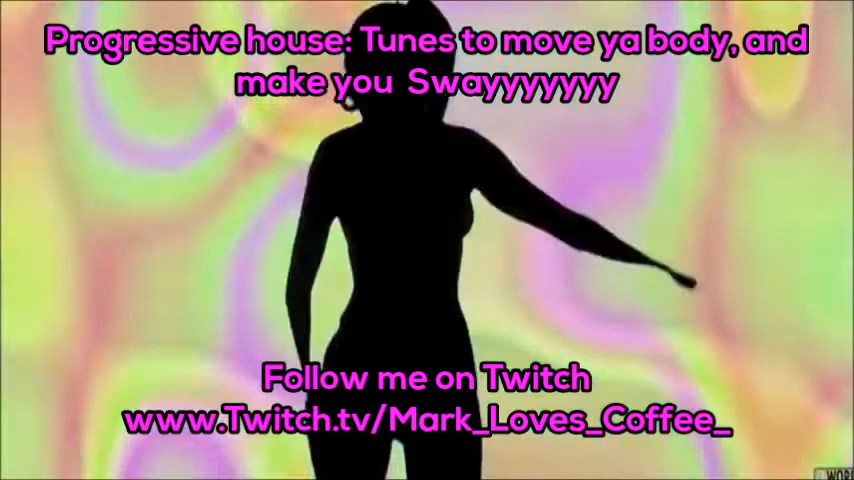 Progressive house: Tunes to move ya body, and
make you Swayyyyyyy
Follow me on Twitch
www.Twitch.tv/Mark_Loves_Coffee_